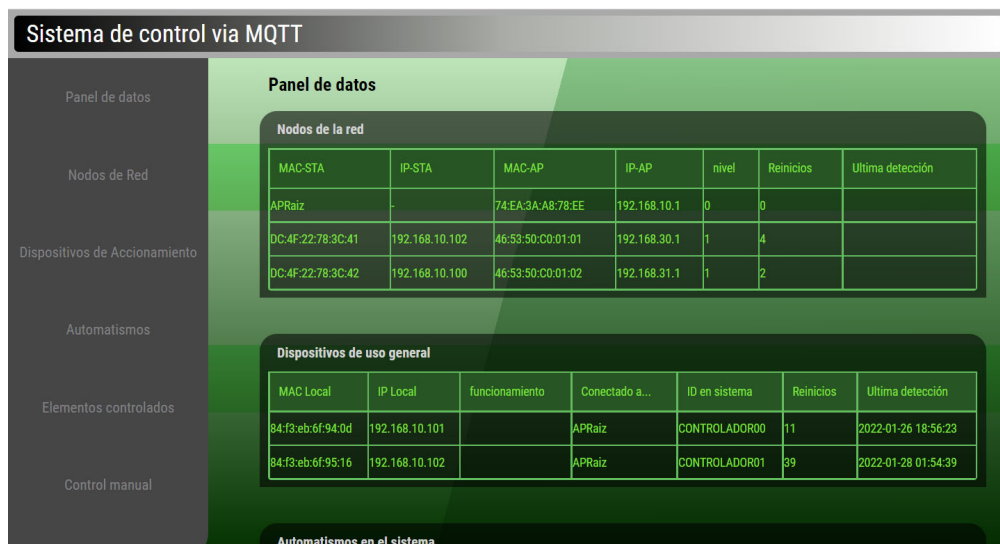 Sistema de control via MQTT
Panel de datos
Nodos de Red
Dispositivos de Accionamiento
Automatismos
Elementos controlados
Control manual
Panel de datos
Nodos de la red
MAC-STA IP-STA MAC-AP IP-AP nivel Reinicios Ultima detección
APRaiz - 74:EA:3A:A8:78:EE 192.168.10.1 0 0
DC:4F:22:78:3C:41 192.168.10.102 46:53:50:C0:01:01 192.168.30.1 1 4
DC:4F:22:78:3C:42 192.168.10.100 46:53:50:C0:01:02 192.168.31.1 1 2
Dispositivos de uso general
MAC Local IP Local funcionamiento Conectado a... ID en sistema Reinicios Ultima detección
84:f3:eb:6f:94:0d 192.168.10.101 APRaiz CONTROLADOR00 11 2022-01-26 18:56:23
84:f3:eb:6f:95:16 192.168.10.102 APRaiz CONTROLADOR01 39 2022-01-28 01:54:39
Automatismos en el sistema